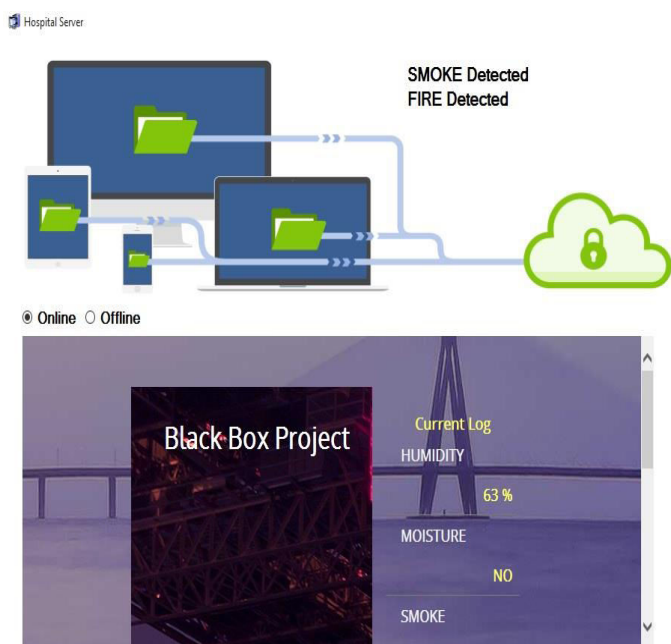 Hospital Server
SMOKE Detected
FIRE Detected
Online Offline
Black Box Project
Current Log
HUMIDITY
63 %
MOISTURE
NO
SMOKE